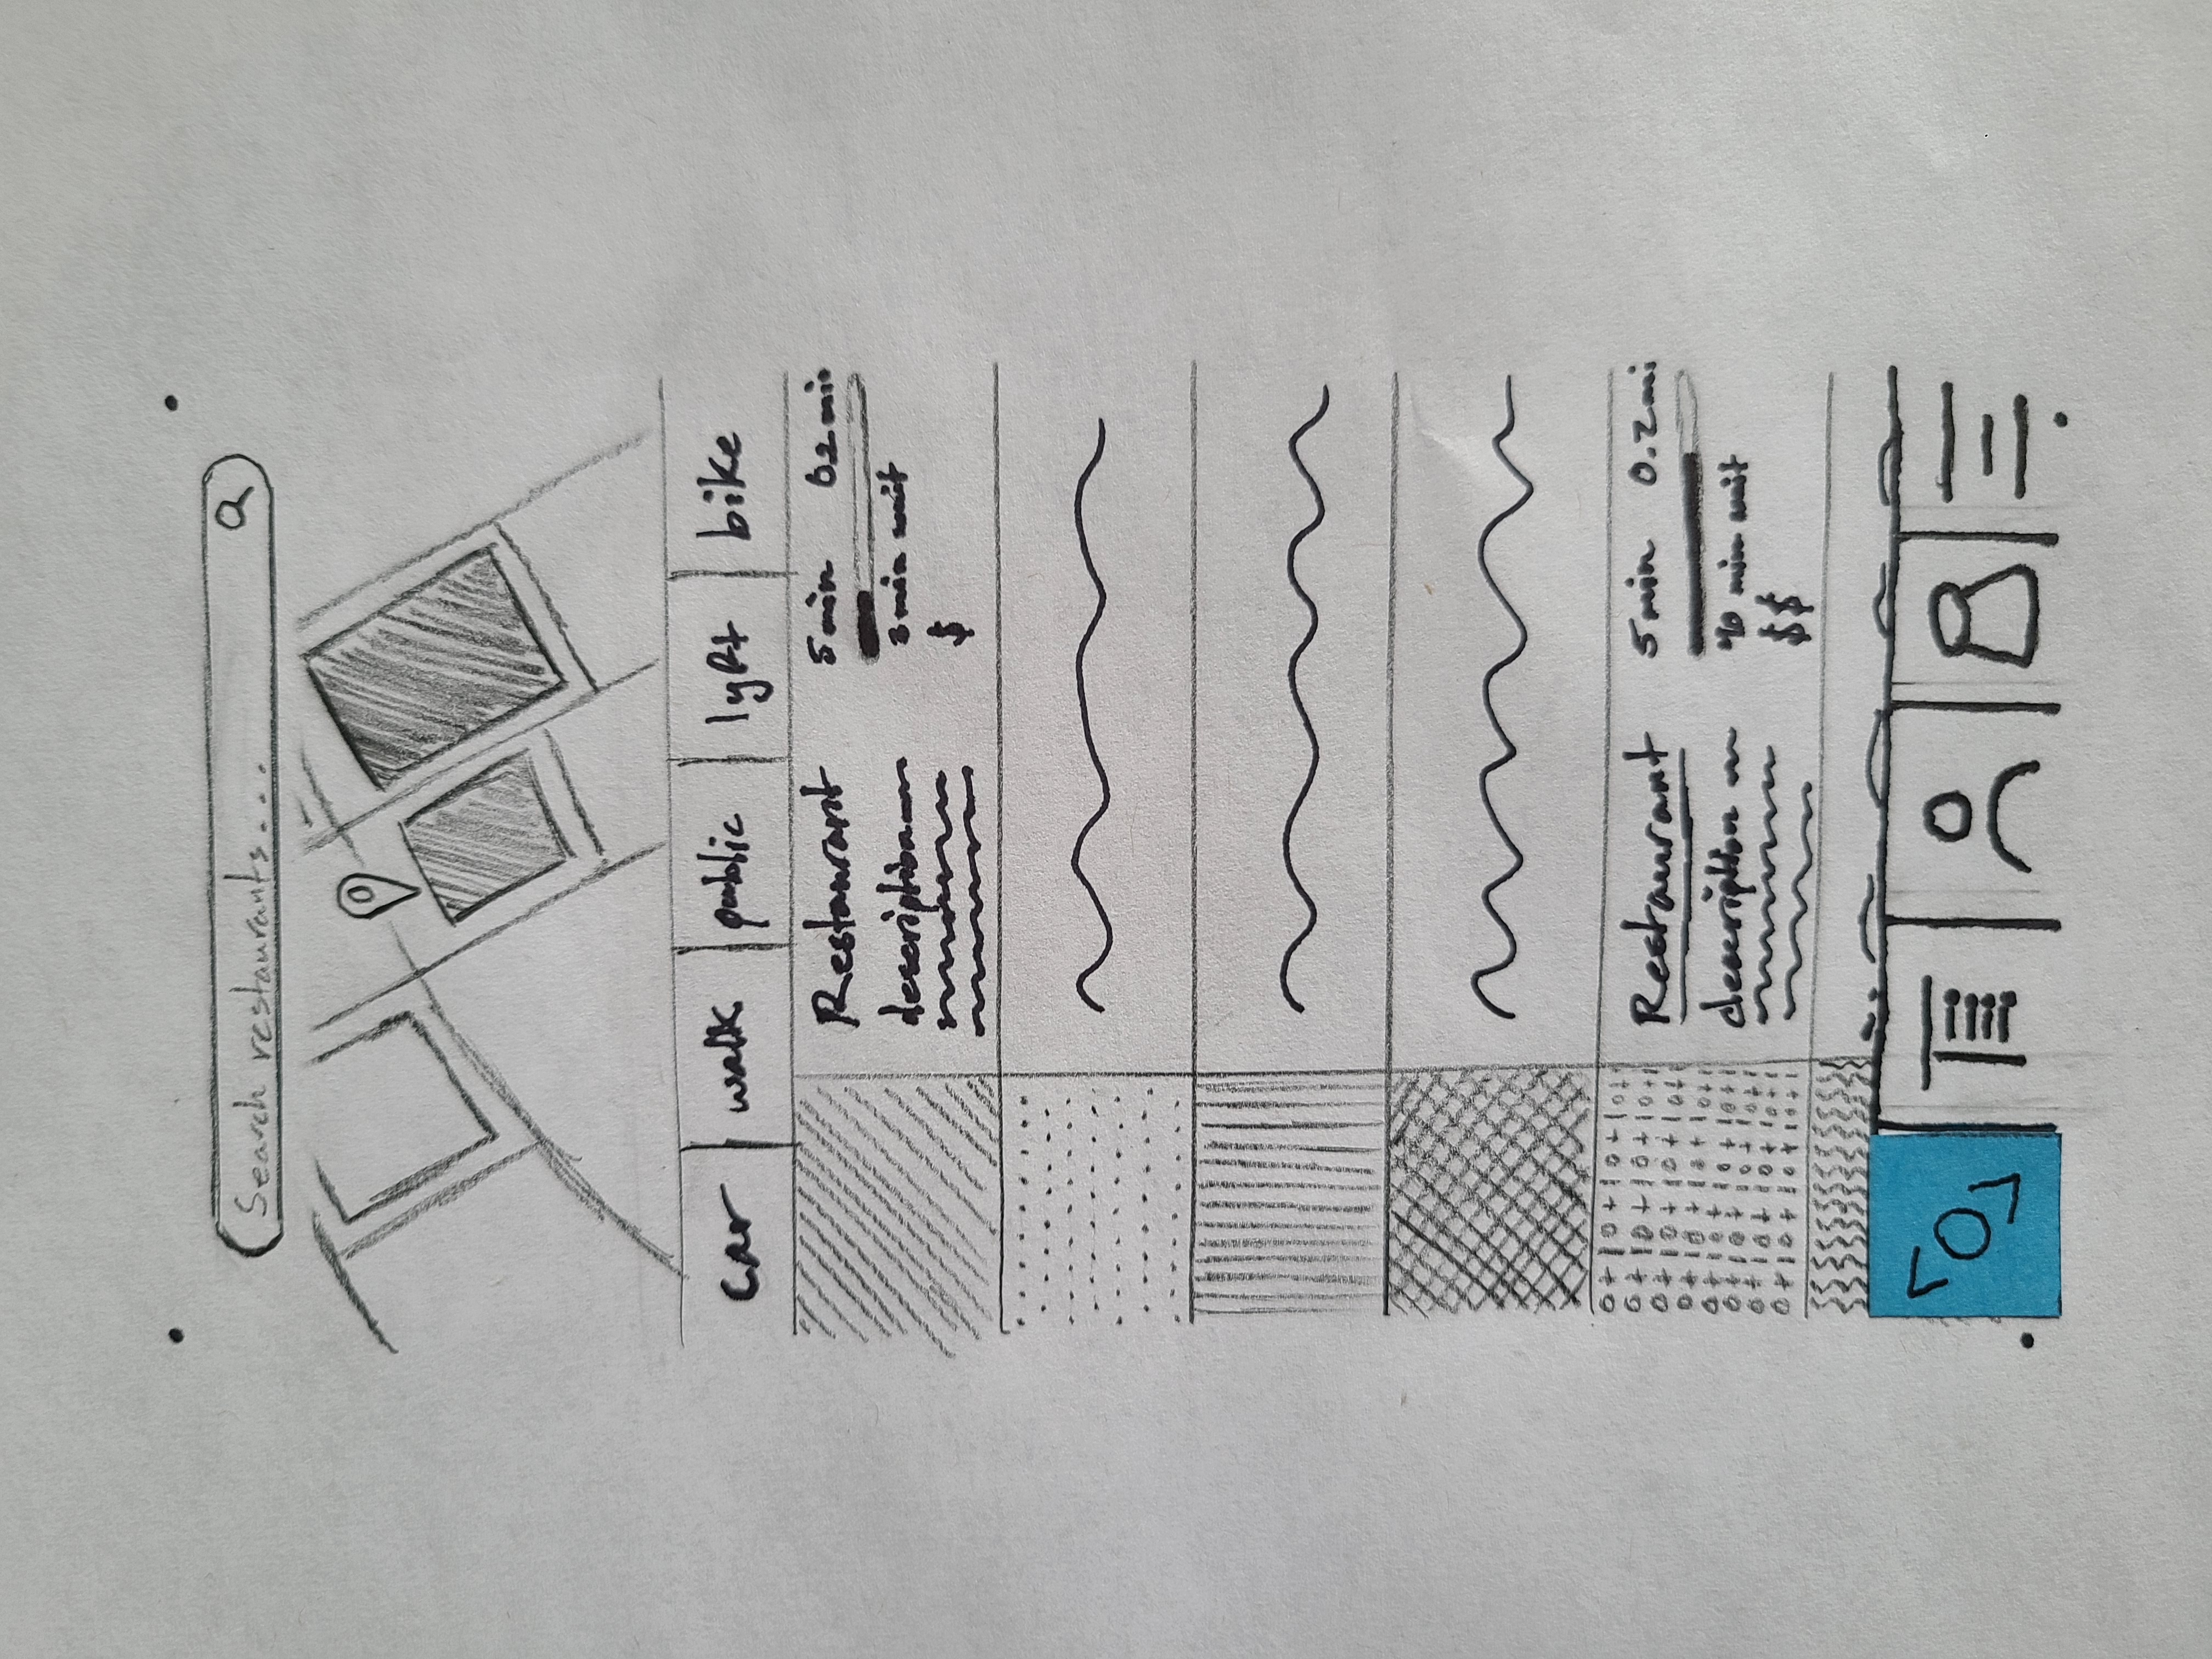 Search restaurants...
car walk public lyft bike
Restaurant 5 min 0.2 mi
description 3 min wait
$
Restaurant 5 min 0.2 mi
description 40 min wait
$$